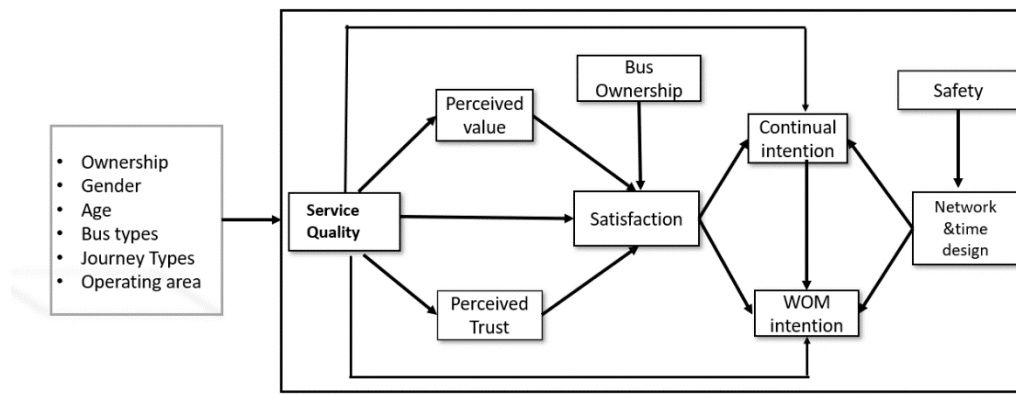 • Ownership
• Gender
• Age
• Bus types
• Journey Types
• Operating area
Service
Quality
Perceived
value
Perceived
Trust
Bus
Ownership
Satisfaction
Continual
intention
WOM
intention
Safety
Network
&time
design